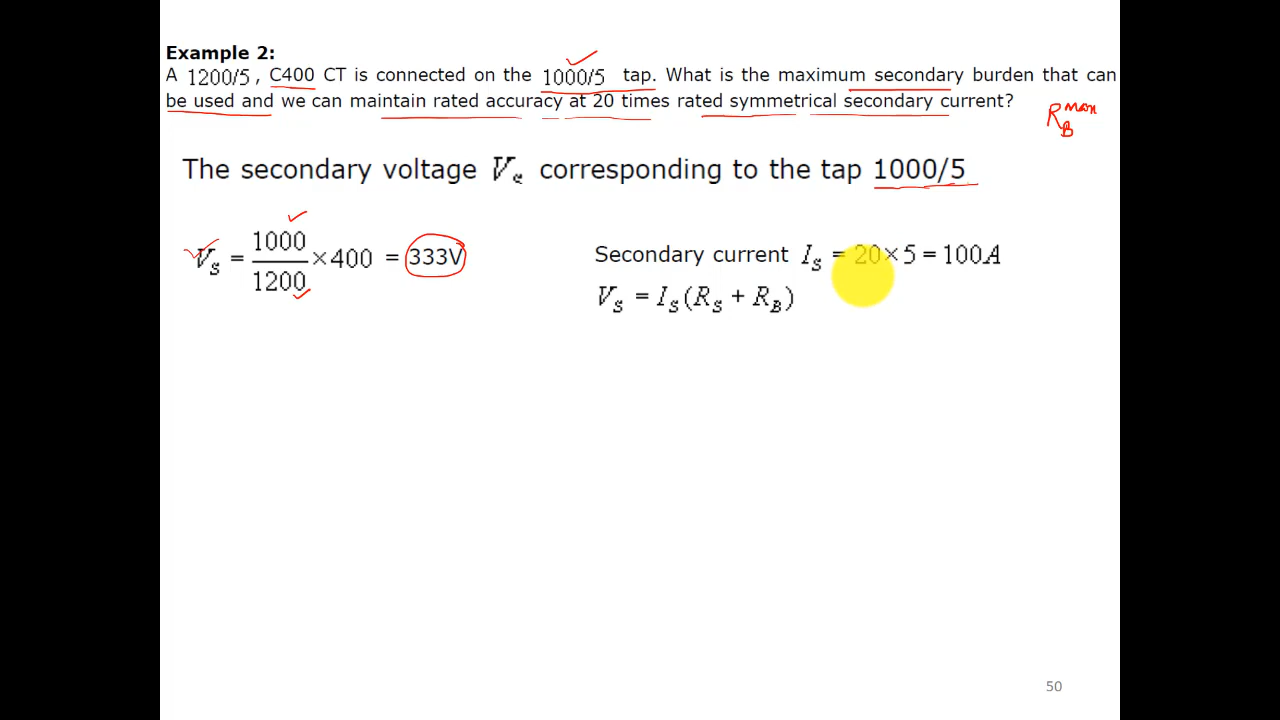 Example 2:
A 1200/5, C400 CT is connected on the 1000/5 tap. What is the maximum secondary burden that can
be used and we can maintain rated accuracy at 20 times rated symmetrical secondary current?
R_B^max
The secondary voltage V_s corresponding to the tap 1000/5
V_S = 1000/1200 × 400 = 333V
Secondary current I_S = 20 × 5 = 100A
V_S = I_S (R_S + R_B)
50